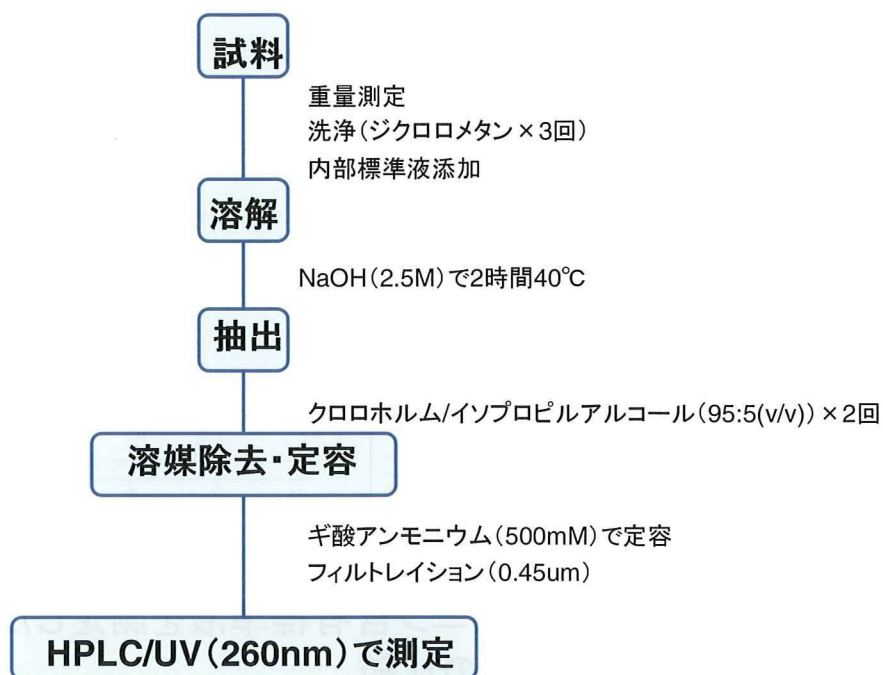 試料
重量測定
洗浄(ジクロロメタン×3回)
内部標準液添加
溶解
NaOH(2.5M)で2時間40℃
抽出
クロロホルム/イソプロピルアルコール(95:5(v/v))×2回
溶媒除去・定容
ギ酸アンモニウム(500mM)で定容
フィルトレイション(0.45um)
HPLC/UV(260nm)で測定